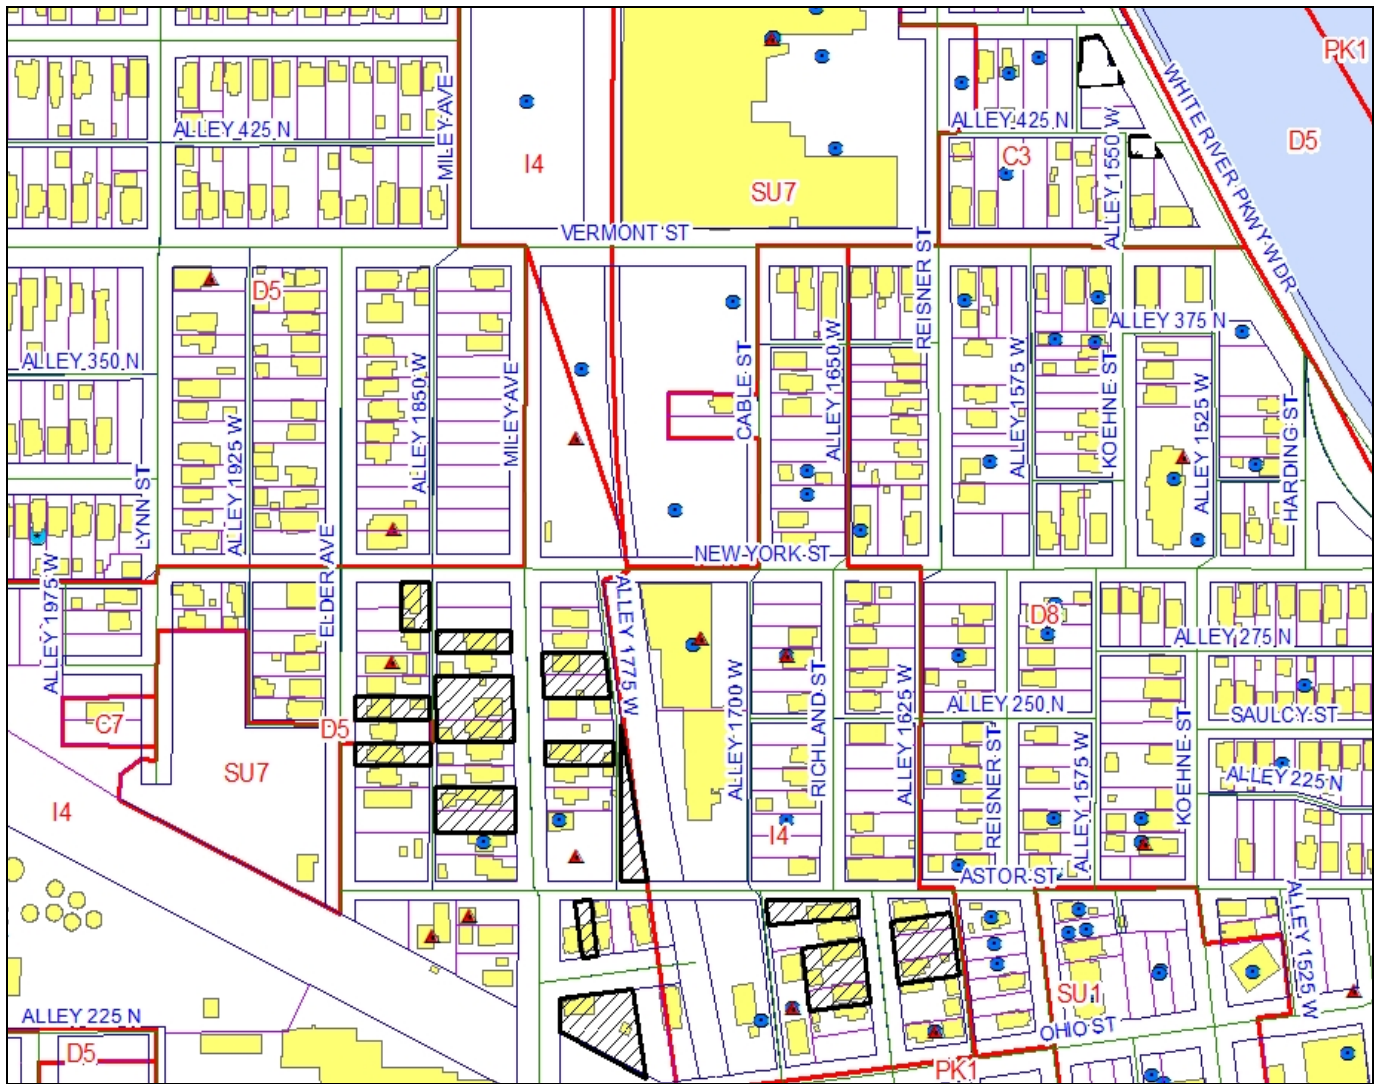 PK1
WHITE RIVER PKWY W DR
D5
ALLEY 425 N
MILEY AVE
I4
SU7
ALLEY 425 N
C3
ALLEY 1550 W
VERMONT ST
REISNER ST
D5
ALLEY 350 N
ALLEY 1925 W
ALLEY 1850 W
MILEY AVE
CABLE ST
ALLEY 1650 W
ALLEY 1575 W
KOEHNE ST
ALLEY 375 N
ALLEY 1525 W
HARDING ST
LYNN ST
ELDER AVE
NEW YORK ST
ALLEY 1975 W
ALLEY 1775 W
D8
ALLEY 275 N
C7
D5
SU7
ALLEY 1700 W
RICHLAND ST
ALLEY 1625 W
ALLEY 250 N
REISNER ST
ALLEY 1575 W
KOEHNE ST
SAULCY ST
ALLEY 225 N
I4
I4
ASTOR ST
ALLEY 1525 W
SU1
OHIO ST
ALLEY 225 N
D5
PK1